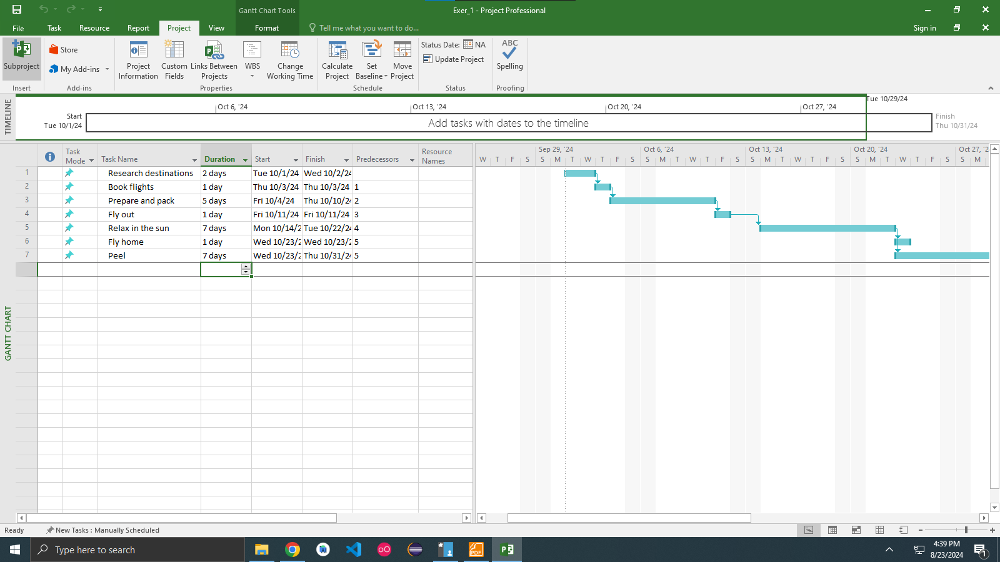 Gantt Chart Tools
Exer_1 - Project Professional
File Task Resource Report Project View Format Tell me what you want to do... Sign in
Subproject
Insert
Store
My Add-ins
Add-ins
Project Information
Custom Fields
Links Between Projects
WBS
Change Working Time
Properties
Calculate Project
Set Baseline
Move Project
Schedule
Status Date: NA
Update Project
Status
ABC
Spelling
Proofing
TIMELINE
Tue 10/29/24
Oct 6, '24 Oct 13, '24 Oct 20, '24 Oct 27, '24
Start
Tue 10/1/24
Add tasks with dates to the timeline
Finish
Thu 10/31/24
GANTT CHART
Task Mode Task Name Duration Start Finish Predecessors Resource Names
1 Research destinations 2 days Tue 10/1/24 Wed 10/2/24
2 Book flights 1 day Thu 10/3/24 Thu 10/3/24 1
3 Prepare and pack 5 days Fri 10/4/24 Thu 10/10/24 2
4 Fly out 1 day Fri 10/11/24 Fri 10/11/24 3
5 Relax in the sun 7 days Mon 10/14/2 Tue 10/22/24 4
6 Fly home 1 day Wed 10/23/2 Wed 10/23/2 5
7 Peel 7 days Wed 10/23/2 Thu 10/31/24 5
Sep 29, '24 Oct 6, '24 Oct 13, '24 Oct 20, '24 Oct 27, '2
W T F S S M T W T F S S M T W T F S S M T W T F S S M T W T F S S M
Ready New Tasks : Manually Scheduled
Type here to search
PDF
4:39 PM
8/23/2024
1